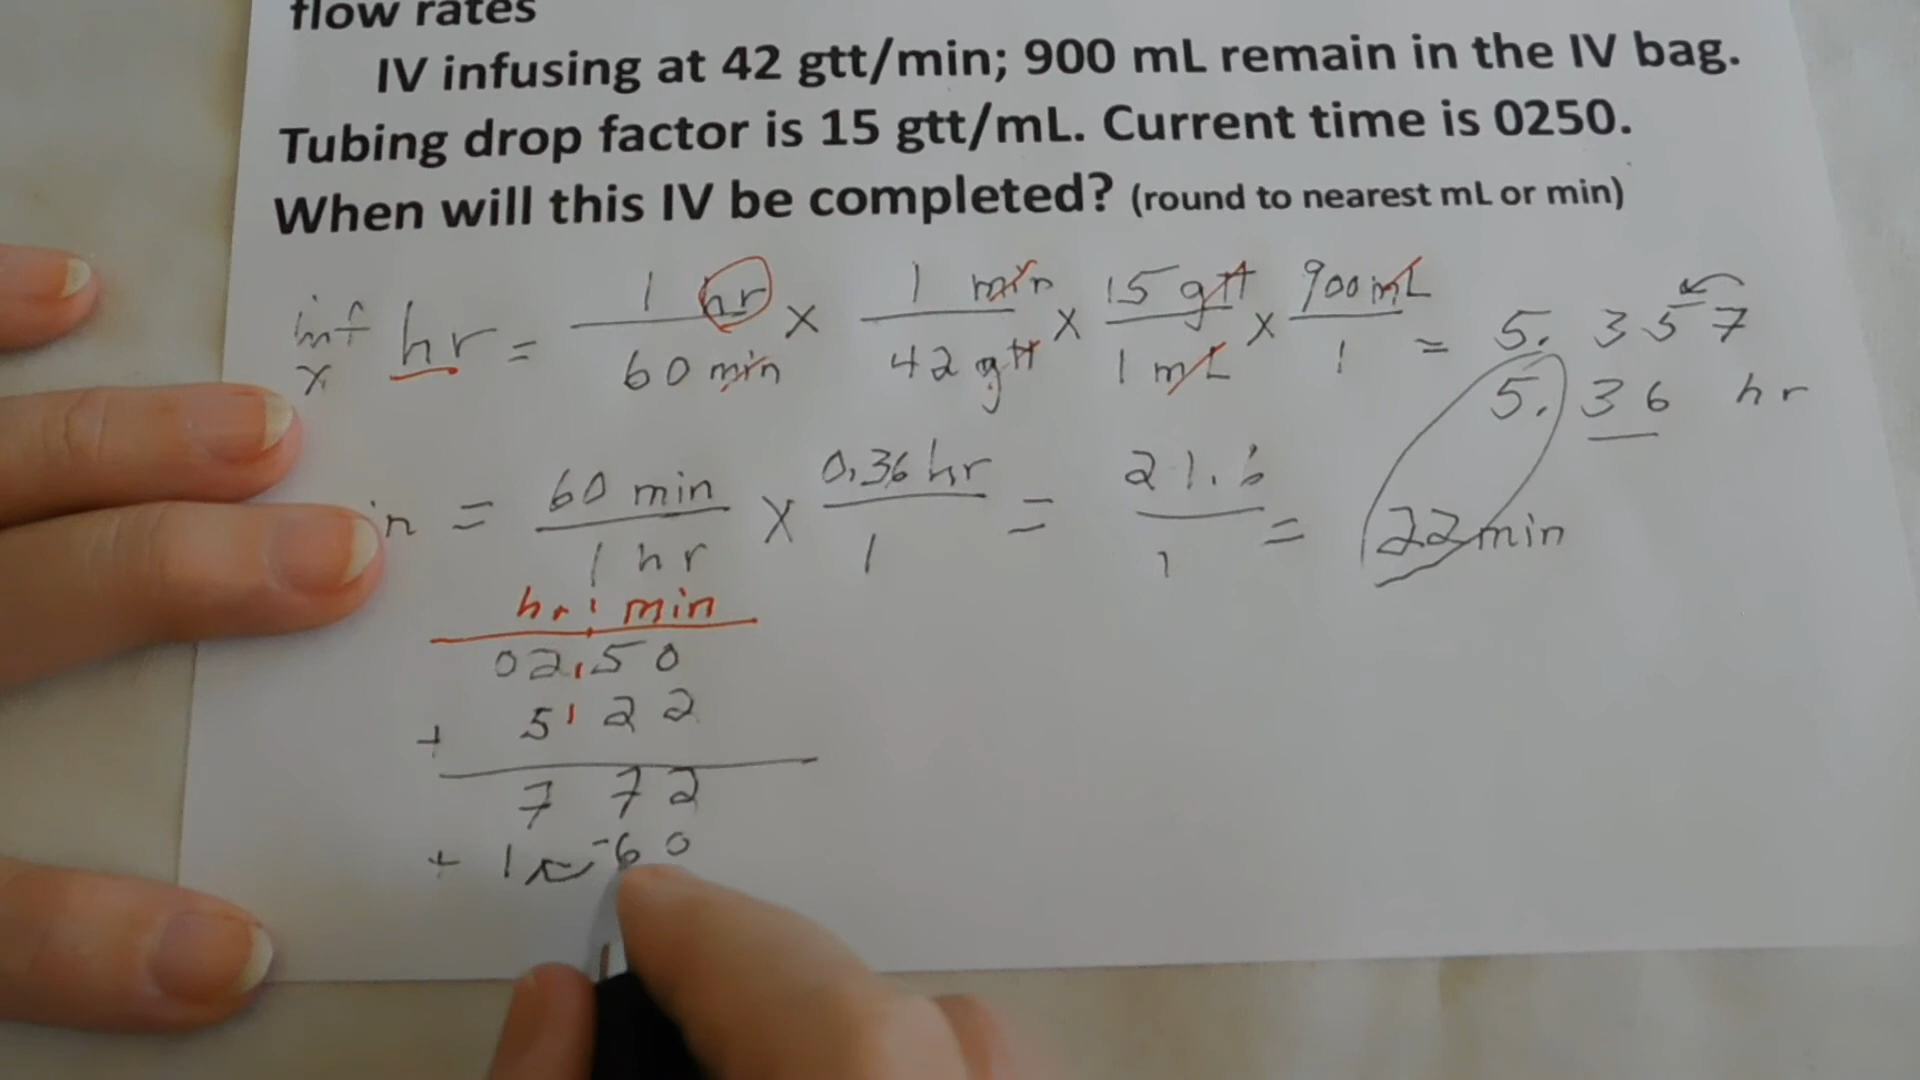 flow rates
IV infusing at 42 gtt/min; 900 mL remain in the IV bag.
Tubing drop factor is 15 gtt/mL. Current time is 0250.
When will this IV be completed? (round to nearest mL or min)
inf x hr = 1 hr / 60 min x 1 min / 42 gtt x 15 gtt / 1 mL x 900 mL / 1 = 5.357
5.36 hr
in = 60 min / 1 hr x 0.36 hr / 1 = 21.6 / 1 = 22 min
hr : min
02 50
+ 5 22
7 72
+ 1 -60